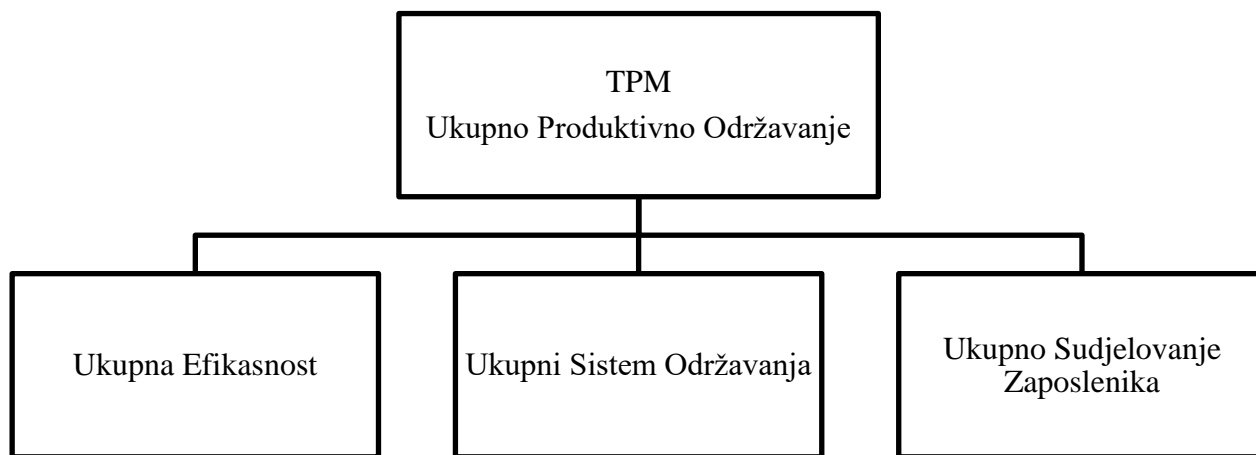 TPM
Ukupno Produktivno Održavanje
Ukupna Efikasnost
Ukupni Sistem Održavanja
Ukupno Sudjelovanje
Zaposlenika